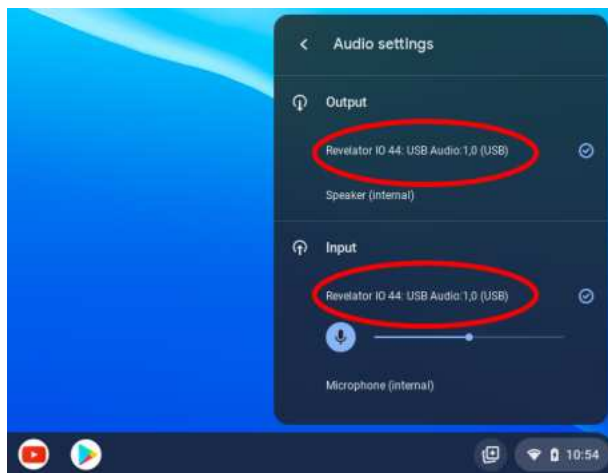 Audio settings
Output
Revelator IO 44: USB Audio:1,0 (USB)
Speaker (internal)
Input
Revelator IO 44: USB Audio:1,0 (USB)
Microphone (internal)
10:54